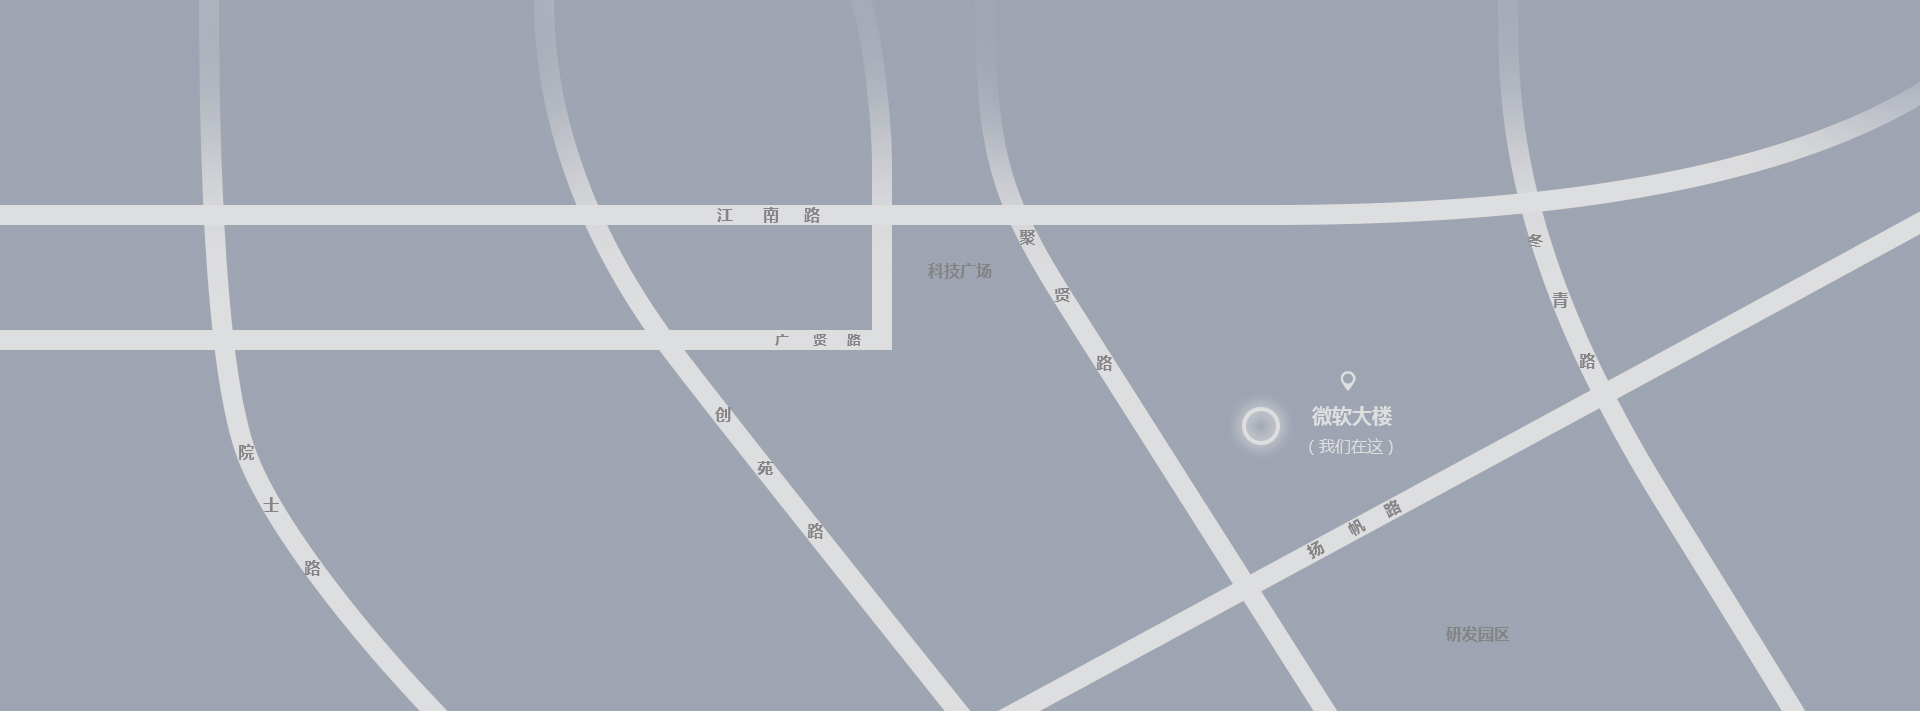 江南路
聚贤路
冬青路
科技广场
广贤路
微软大楼
（我们在这）
创苑路
院士路
扬帆路
研发园区